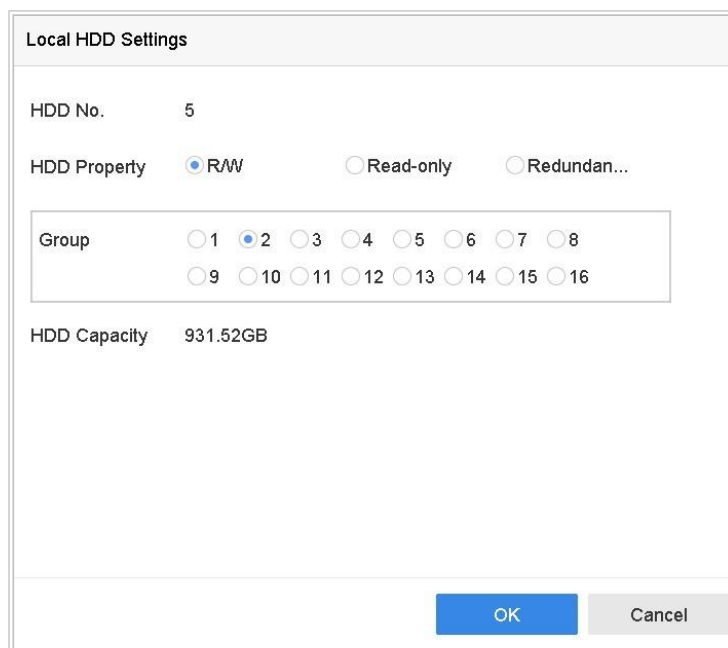 Local HDD Settings
HDD No. 5
HDD Property R/W Read-only Redundan...
Group 1 2 3 4 5 6 7 8
9 10 11 12 13 14 15 16
HDD Capacity 931.52GB
OK Cancel